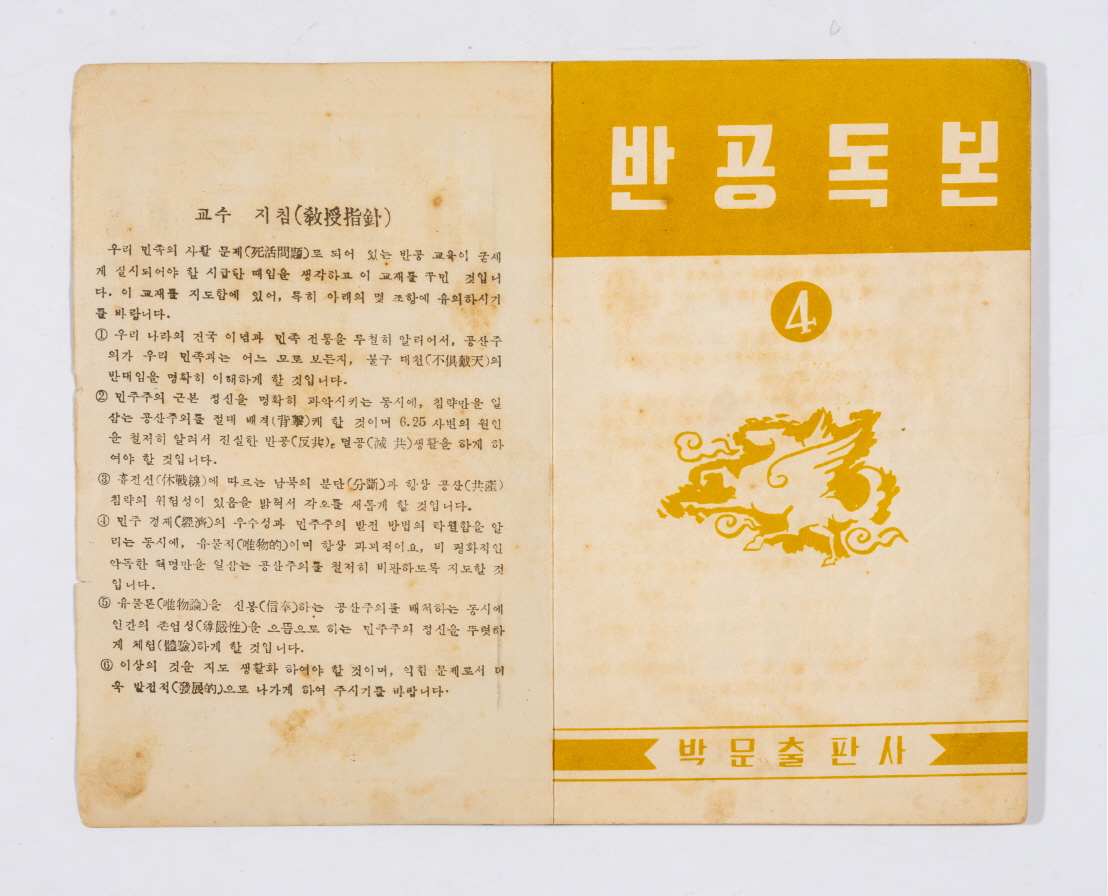 교수 지침(敎授指針)
우리 민족의 사활 문제(死活問題)로 되어 있는 반공 교육이 굳세
게 실시되어야 할 시급한 때임을 생각하고 이 교재를 꾸민 것입니
다. 이 교재를 지도함에 있어, 특히 아래의 몇 조항에 유의하시기
를 바랍니다.
① 우리 나라의 건국 이념과 민족 전통을 투철히 알리어서, 공산주
의가 우리 민족과는 어느 모로 보든지, 불구 대천(不俱戴天)의
반대임을 명확히 이해하게 할 것입니다.
② 민주주의 근본 정신을 명확히 파악시키는 동시에, 침략만을 일
삼는 공산주의를 절대 배격(背擊)케 할 것이며 6.25 사변의 원인
을 철저히 알려서 진실한 반공(反共), 멸공(滅 共)생활을 하게 하
여야 할 것입니다.
③ 휴전선(休戰線)에 따르는 남북의 분단(分斷)과 항상 공산(共產)
침략의 위험성이 있음을 밝혀서 각오를 새롭게 할 것입니다.
④ 민주 경제(經濟)의 우수성과 민주주의 발전 방법의 탁월함을 알
리는 동시에, 유물적(唯物的)이며 항상 파괴적이요, 비 평화적인
악독한 혁명만을 일삼는 공산주의를 철저히 비판하도록 지도할 것
입니다.
⑤ 유물론(唯物論)을 신봉(信奉)하는 공산주의를 배척하는 동시에
인간의 존엄성(尊嚴性)을 으뜸으로 하는 민주주의 정신을 뚜렷하
게 체험(體驗)하게 할 것입니다.
⑥ 이상의 것을 지도 생활화 하여야 할 것이며, 익힘 문제로서 더
욱 발전적(發展的)으로 나가게 하여 주시기를 바랍니다.
반공독본
4
박문출판사